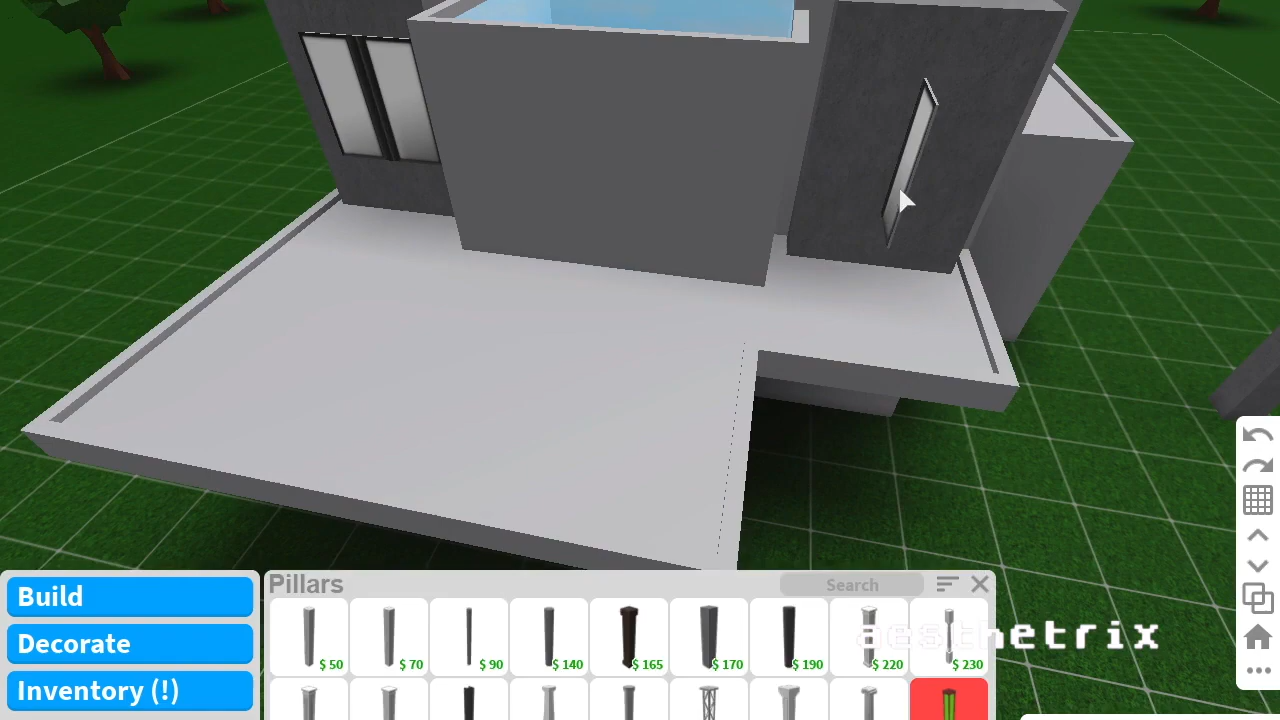 Build
Decorate
Inventory (!)
Pillars
Search
$ 50
$ 70
$ 90
$ 140
$ 165
$ 170
$ 190
$ 220
$ 230
aesthetrix